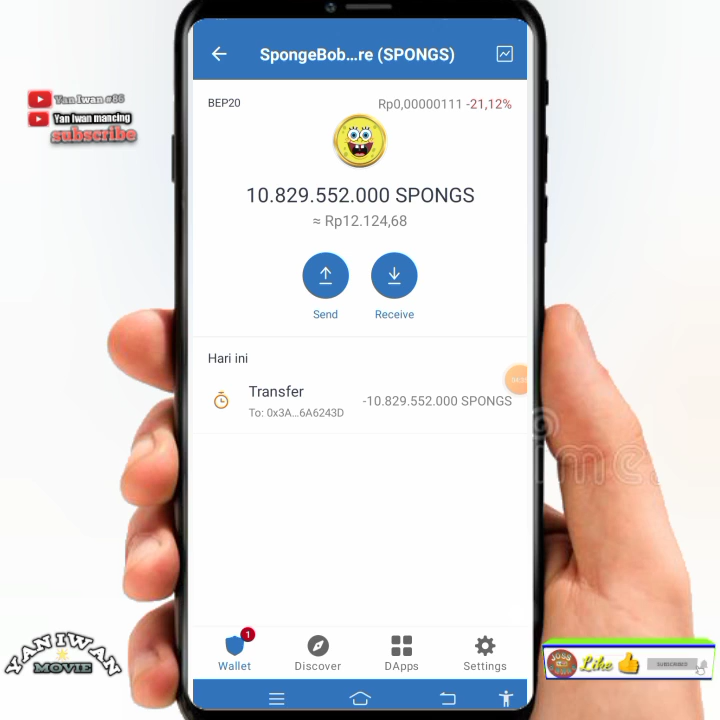 SpongeBob...re (SPONGS)
BEP20
Rp0,00000111 -21,12%
Yan Iwan #86
Yan Iwan mancing
subscribe
10.829.552.000 SPONGS
≈ Rp12.124,68
Send
Receive
Hari ini
Transfer
-10.829.552.000 SPONGS
To: 0x3A...6A6243D
1
Wallet
Discover
DApps
Settings
YAN IWAN
MOVIE
Like
SUBSCRIBED